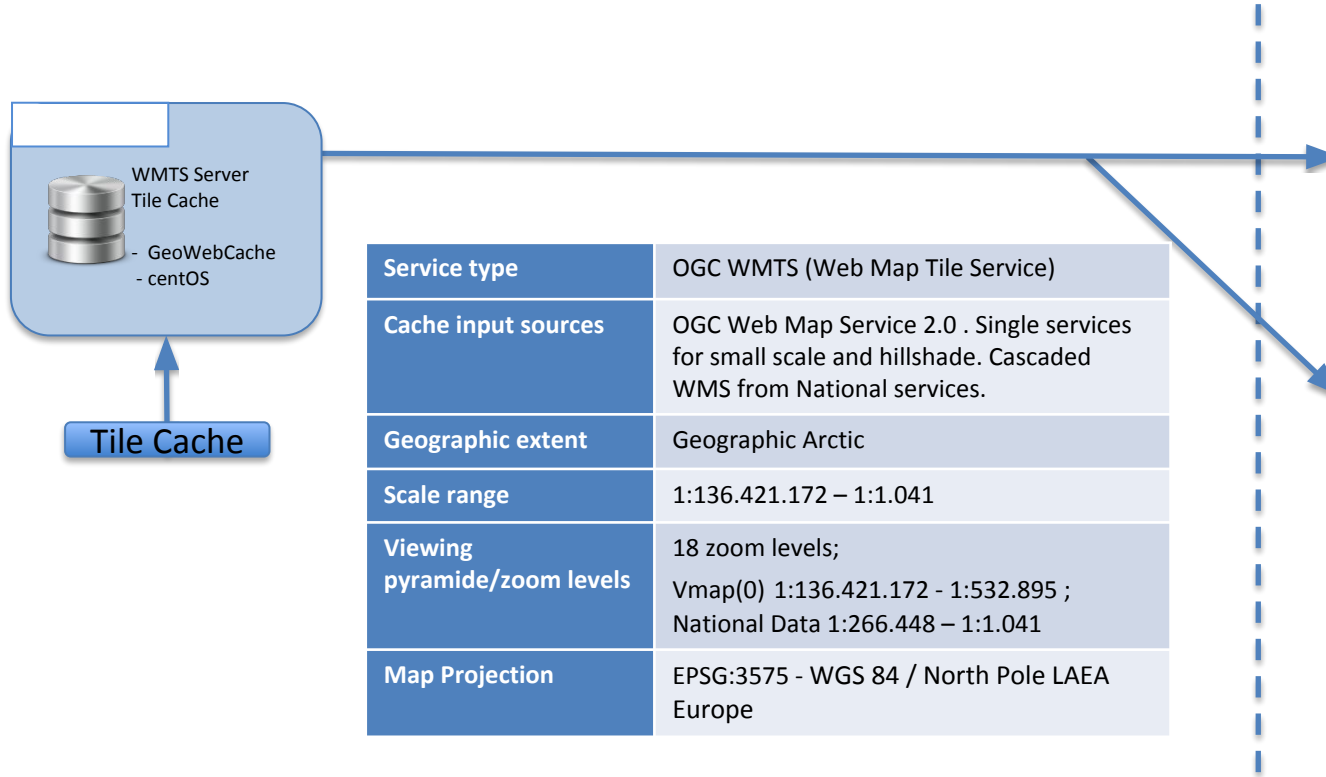 WMTS Server
Tile Cache
- GeoWebCache
- centOS
Tile Cache
Service type
OGC WMTS (Web Map Tile Service)
Cache input sources
OGC Web Map Service 2.0 . Single services
for small scale and hillshade. Cascaded
WMS from National services.
Geographic extent
Geographic Arctic
Scale range
1:136.421.172 – 1:1.041
Viewing
pyramide/zoom levels
18 zoom levels;
Vmap(0) 1:136.421.172 - 1:532.895 ;
National Data 1:266.448 – 1:1.041
Map Projection
EPSG:3575 - WGS 84 / North Pole LAEA
Europe